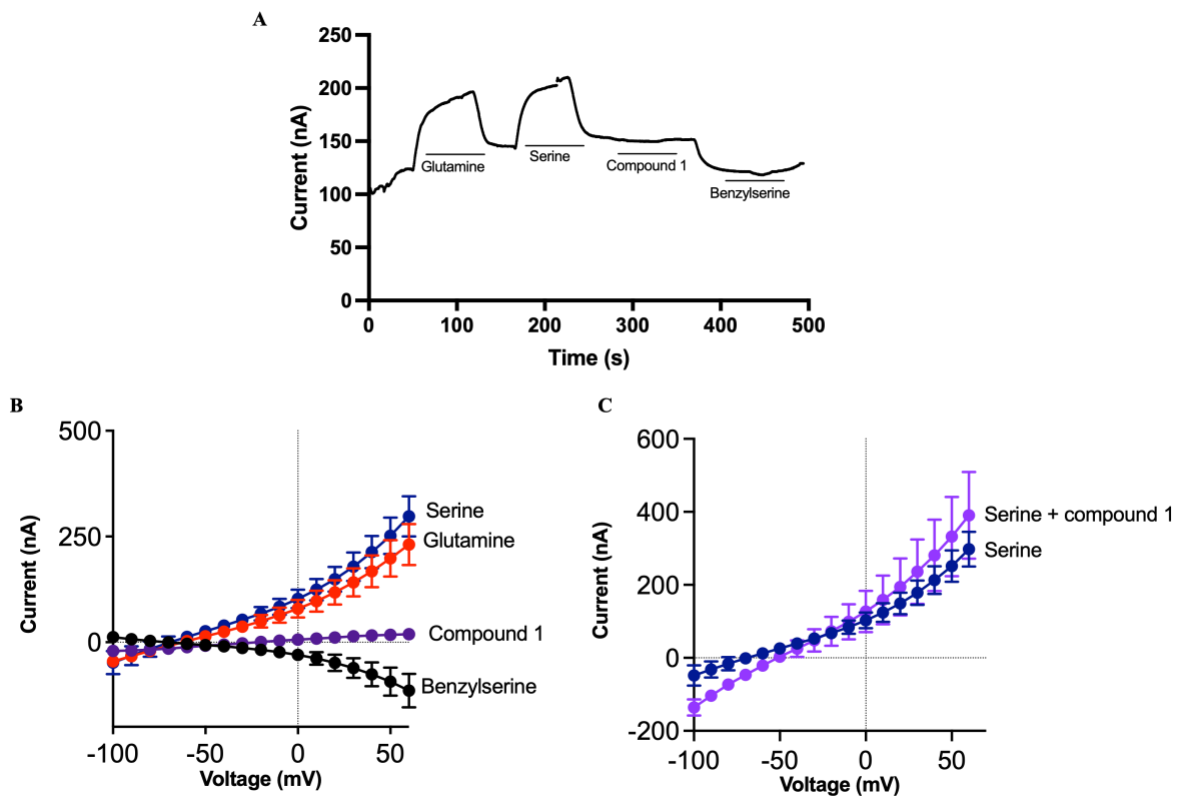 A
250
200
150
100
50
0
Current (nA)
Glutamine
Serine
Compound 1
Benzylserine
0 100 200 300 400 500
Time (s)
B
500
250
0
Current (nA)
Serine
Glutamine
Compound 1
Benzylserine
-100 -50 0 50
Voltage (mV)
C
600
400
200
0
-200
Current (nA)
Serine + compound 1
Serine
-100 -50 0 50
Voltage (mV)